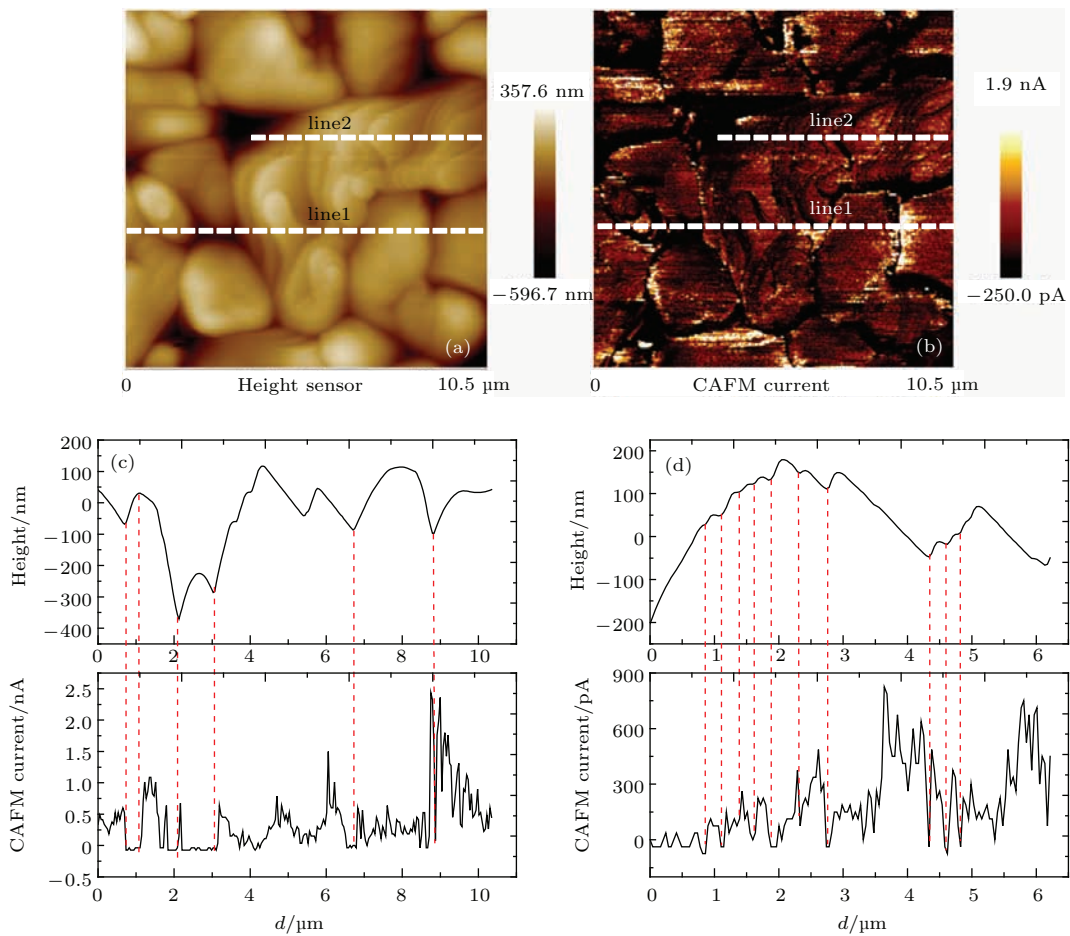 357.6 nm
−596.7 nm
line2
line1
(a)
0 Height sensor 10.5 µm
1.9 nA
−250.0 pA
line2
line1
(b)
0 CAFM current 10.5 µm
(c)
Height/nm
200
100
0
−100
−200
−300
−400
0 2 4 6 8 10
CAFM current/nA
2.5
2.0
1.5
1.0
0.5
0
−0.5
0 2 4 6 8 10
d/µm
(d)
Height/nm
200
100
0
−100
−200
0 1 2 3 4 5 6
CAFM current/pA
900
600
300
0
0 1 2 3 4 5 6
d/µm